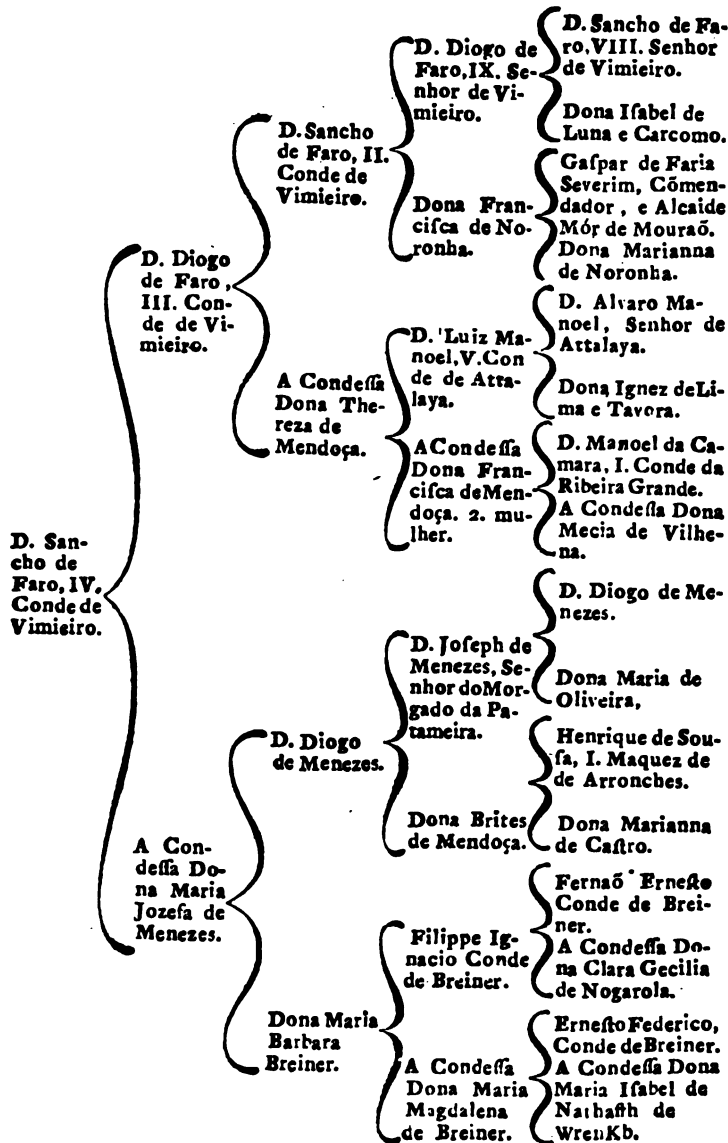 D. San-
cho de
Faro, IV.
Conde de
Vimieiro.
D. Diogo
de Faro,
III. Con-
de de Vi-
mieiro.
A Con-
deſſa Do-
na Maria
Jozefa de
Menezes.
D. Sancho
de Faro, II.
Conde de
Vimieiro.
A Condeſſa
Dona The-
reza de
Mendoça.
D. Diogo
de Menezes.
Dona Maria
Barbara
Breiner.
D. Diogo de
Faro, IX. Se-
nhor de Vi-
mieiro.
Dona Fran-
ciſca de No-
ronha.
D. Luiz Ma-
noel, V. Con
de de Atta-
laya.
A Condeſſa
Dona Fran-
ciſca de Men-
doça. 2. mu-
lher.
D. Joſeph de
Menezes, Se-
nhor do Mor-
gado da Pa-
tameira.
Dona Brites
de Mendoça.
Filippe Ig-
nacio Conde
de Breiner.
A Condeſſa
Dona Maria
Magdalena
de Breiner.
D. Sancho de Fa-
ro, VIII. Senhor
de Vimieiro.
Dona Iſabel de
Luna e Carcomo.
Gaſpar de Faria
Severim, Cõmen-
dador, e Alcaide
Mór de Mouraõ.
Dona Marianna
de Noronha.
D. Alvaro Ma-
noel, Senhor de
Attalaya.
Dona Ignez de Li-
ma e Tavora.
D. Manoel da Ca-
mara, I. Conde da
Ribeira Grande.
A Condeſſa Dona
Mecia de Vilhe-
na.
D. Diogo de Me-
nezes.
Dona Maria de
Oliveira,
Henrique de Sou-
ſa, I. Maquez de
de Arronches.
Dona Marianna
de Caſtro.
Fernaõ Erneſto
Conde de Brei-
ner.
A Condeſſa Do-
na Clara Gecilia
de Nogarola.
Erneſto Federico,
Conde de Breiner.
A Condeſſa Dona
Maria Iſabel de
de